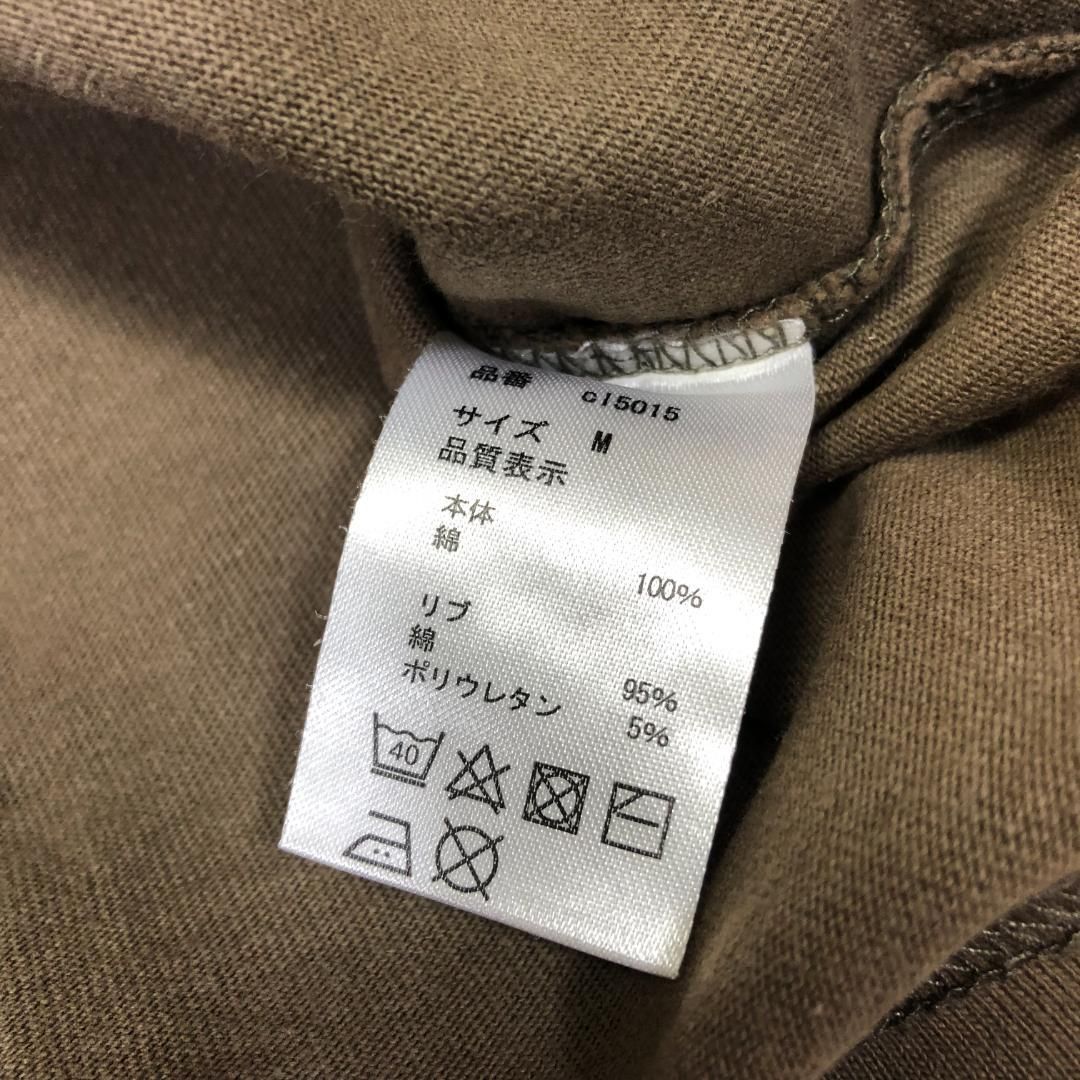 品番 cl5015
サイズ M
品質表示
本体
綿 100%
リブ
綿 95%
ポリウレタン 5%
40